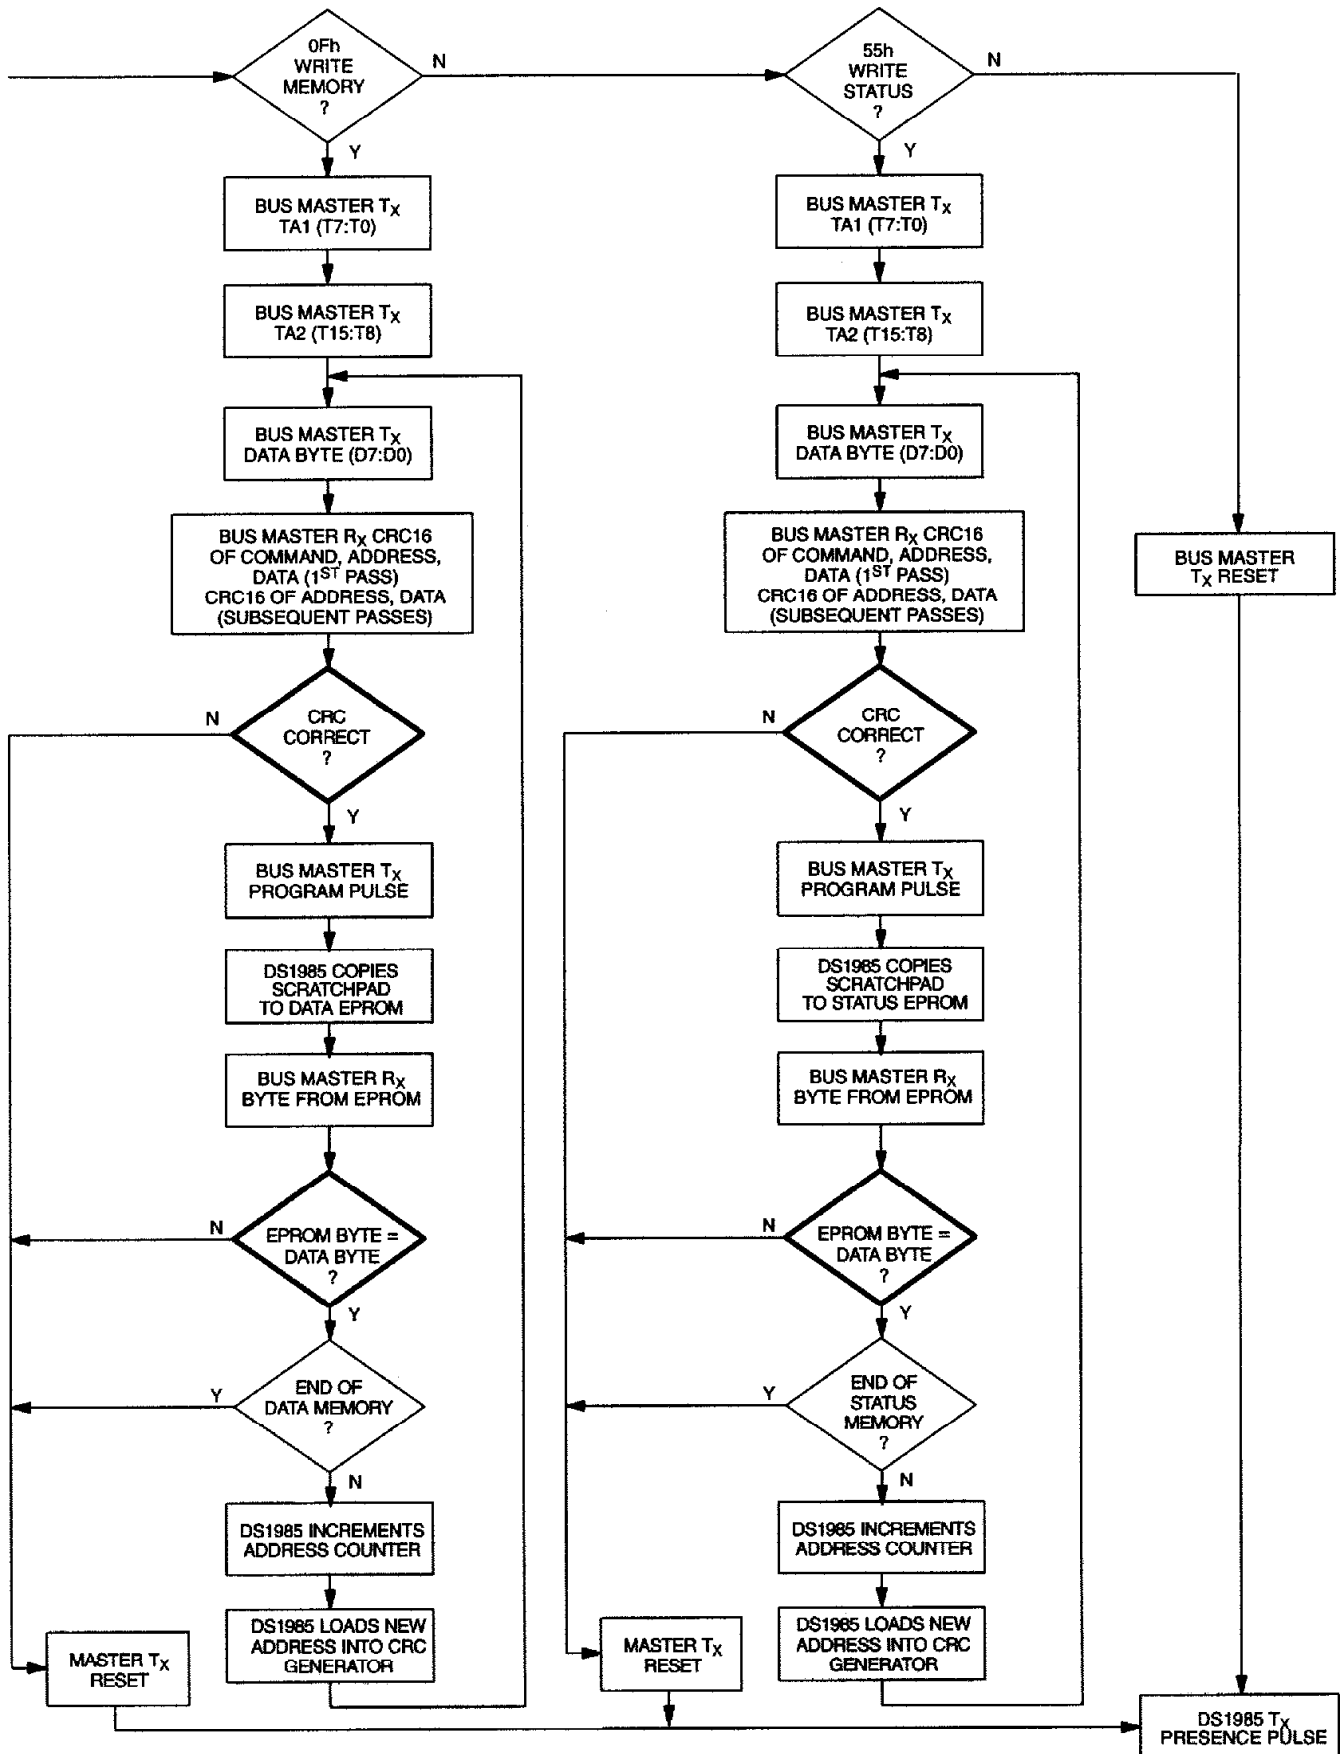 0Fh
WRITE
MEMORY
?
N
Y
BUS MASTER TX
TA1 (T7:T0)
BUS MASTER TX
TA2 (T15:T8)
BUS MASTER TX
DATA BYTE (D7:D0)
BUS MASTER RX CRC16
OF COMMAND, ADDRESS,
DATA (1ST PASS)
CRC16 OF ADDRESS, DATA
(SUBSEQUENT PASSES)
CRC
CORRECT
?
N
Y
BUS MASTER TX
PROGRAM PULSE
DS1985 COPIES
SCRATCHPAD
TO DATA EPROM
BUS MASTER RX
BYTE FROM EPROM
EPROM BYTE =
DATA BYTE
?
N
Y
END OF
DATA MEMORY
?
Y
N
DS1985 INCREMENTS
ADDRESS COUNTER
DS1985 LOADS NEW
ADDRESS INTO CRC
GENERATOR
MASTER TX
RESET
55h
WRITE
STATUS
?
N
Y
BUS MASTER TX
TA1 (T7:T0)
BUS MASTER TX
TA2 (T15:T8)
BUS MASTER TX
DATA BYTE (D7:D0)
BUS MASTER RX CRC16
OF COMMAND, ADDRESS,
DATA (1ST PASS)
CRC16 OF ADDRESS, DATA
(SUBSEQUENT PASSES)
CRC
CORRECT
?
N
Y
BUS MASTER TX
PROGRAM PULSE
DS1985 COPIES
SCRATCHPAD
TO STATUS EPROM
BUS MASTER RX
BYTE FROM EPROM
EPROM BYTE =
DATA BYTE
?
N
Y
END OF
STATUS
MEMORY
?
Y
N
DS1985 INCREMENTS
ADDRESS COUNTER
DS1985 LOADS NEW
ADDRESS INTO CRC
GENERATOR
MASTER TX
RESET
BUS MASTER
TX RESET
DS1985 TX
PRESENCE PULSE